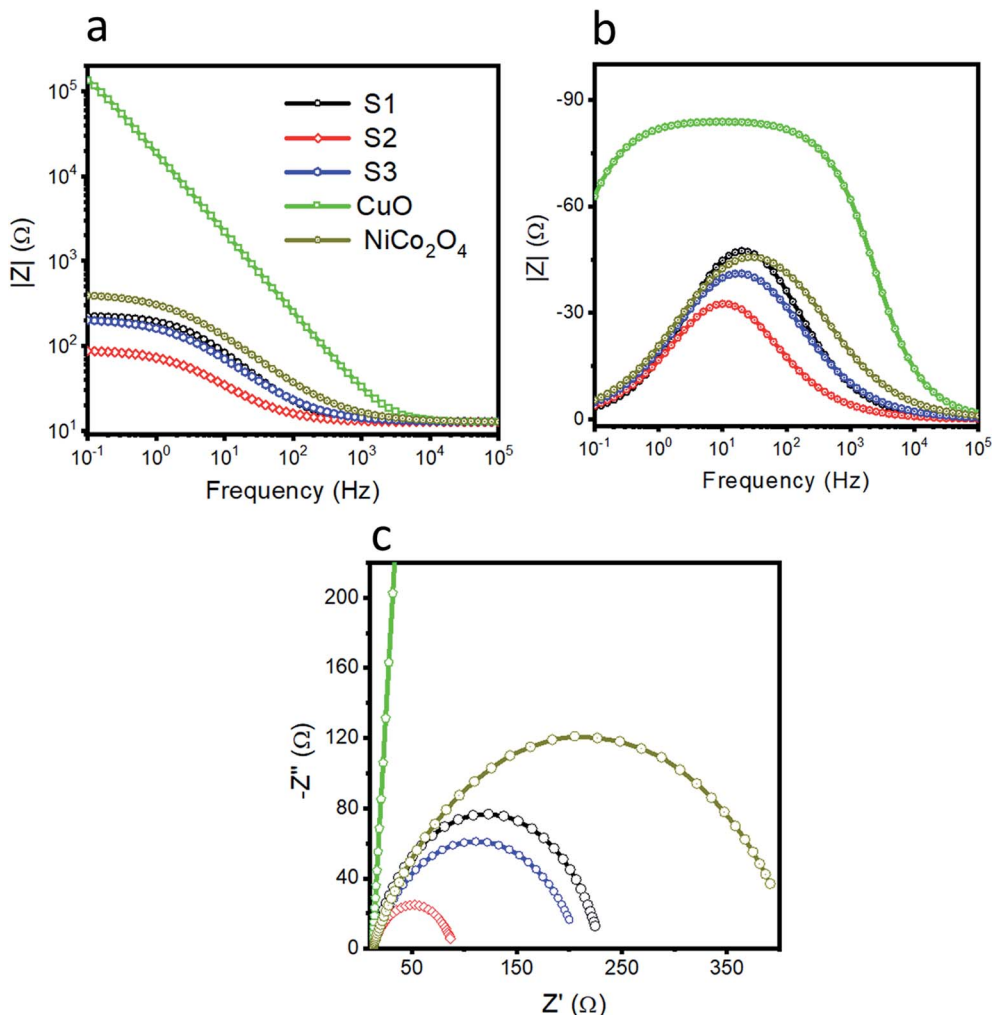 a
|Z| (Ω)
10⁵
10⁴
10³
10²
10¹
S1
S2
S3
CuO
NiCo₂O₄
10⁻¹ 10⁰ 10¹ 10² 10³ 10⁴ 10⁵
Frequency (Hz)
b
|Z| (Ω)
-90
-60
-30
0
10⁻¹ 10⁰ 10¹ 10² 10³ 10⁴ 10⁵
Frequency (Hz)
c
-Z" (Ω)
200
160
120
80
40
0
50 150 250 350
Z' (Ω)